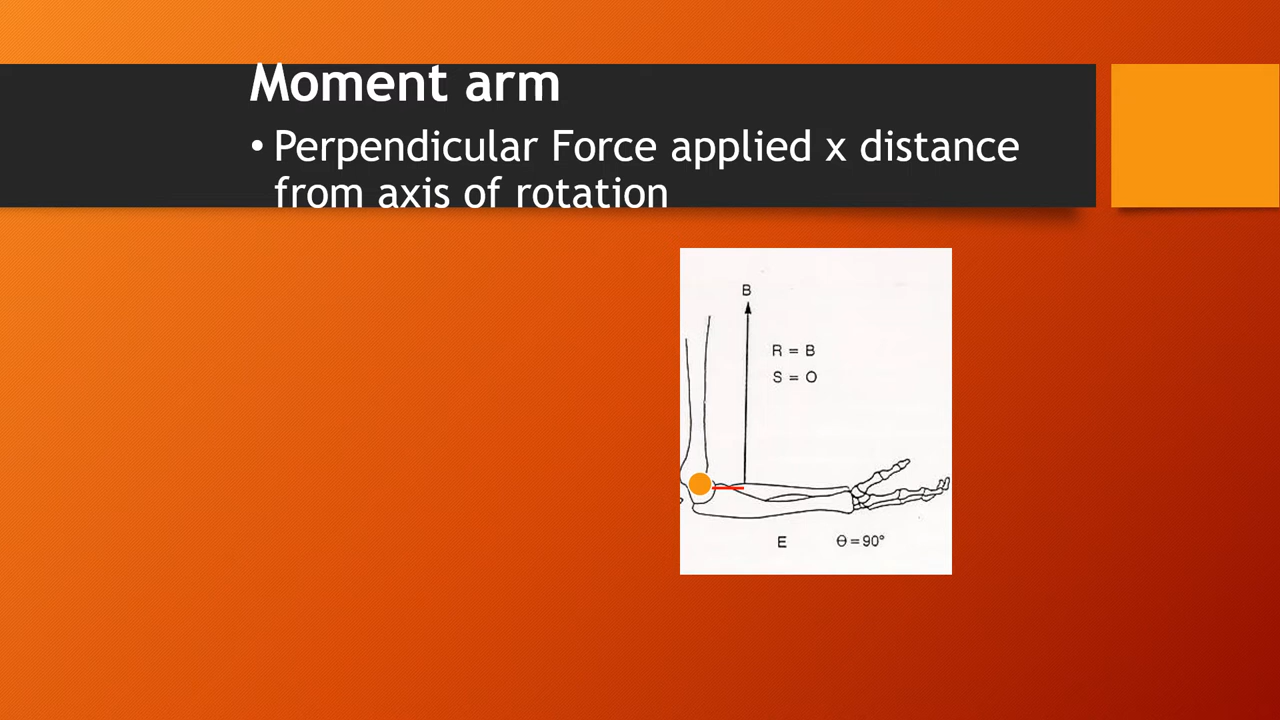 Moment arm
• Perpendicular Force applied x distance
from axis of rotation
B
R = B
S = O
E θ = 90°